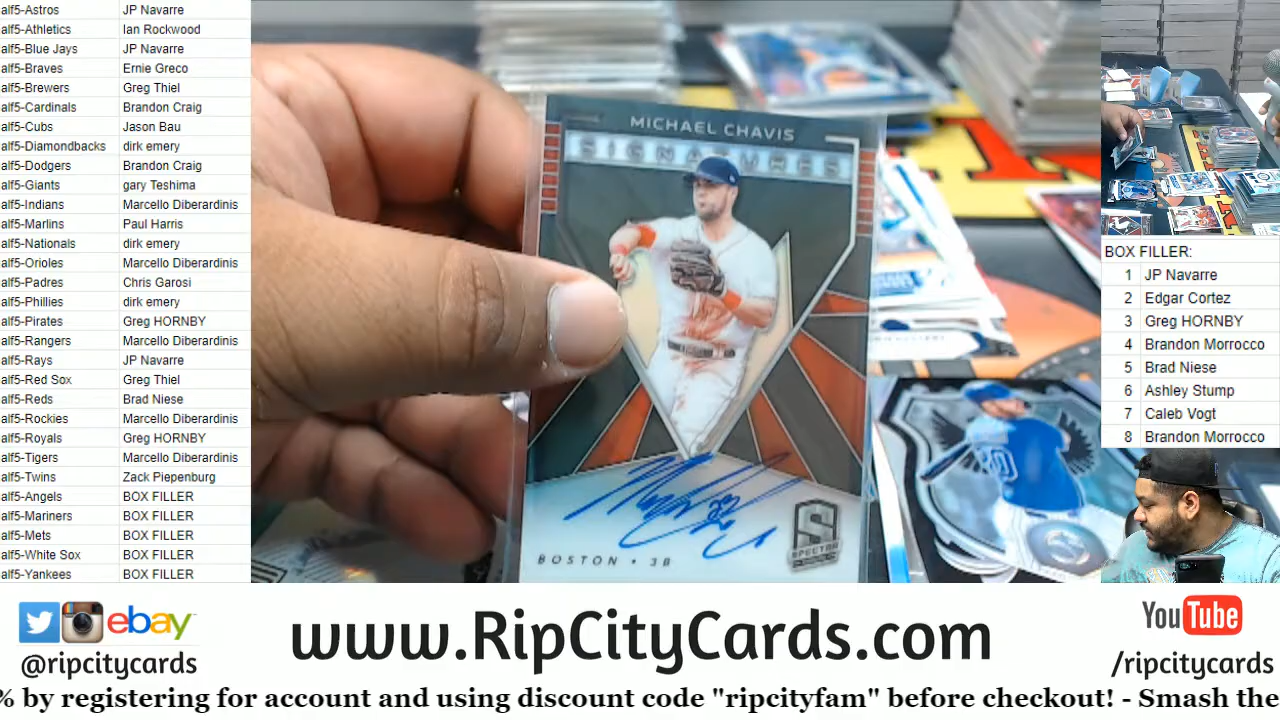 alf5-Astros JP Navarre
alf5-Athletics Ian Rockwood
alf5-Blue Jays JP Navarre
alf5-Braves Ernie Greco
alf5-Brewers Greg Thiel
alf5-Cardinals Brandon Craig
alf5-Cubs Jason Bau
alf5-Diamondbacks dirk emery
alf5-Dodgers Brandon Craig
alf5-Giants gary Teshima
alf5-Indians Marcello Diberardinis
alf5-Marlins Paul Harris
alf5-Nationals dirk emery
alf5-Orioles Marcello Diberardinis
alf5-Padres Chris Garosi
alf5-Phillies dirk emery
alf5-Pirates Greg HORNBY
alf5-Rangers Marcello Diberardinis
alf5-Rays JP Navarre
alf5-Red Sox Greg Thiel
alf5-Reds Brad Niese
alf5-Rockies Marcello Diberardinis
alf5-Royals Greg HORNBY
alf5-Tigers Marcello Diberardinis
alf5-Twins Zack Piepenburg
alf5-Angels BOX FILLER
alf5-Mariners BOX FILLER
alf5-Mets BOX FILLER
alf5-White Sox BOX FILLER
alf5-Yankees BOX FILLER
MICHAEL CHAVIS
SIGNATURES
23
S
SPECTRA
BOSTON • 3B
BOX FILLER:
1 JP Navarre
2 Edgar Cortez
3 Greg HORNBY
4 Brandon Morrocco
5 Brad Niese
6 Ashley Stump
7 Caleb Vogt
8 Brandon Morrocco
ebay
@ripcitycards
www.RipCityCards.com
YouTube
/ripcitycards
% by registering for account and using discount code "ripcityfam" before checkout! - Smash the